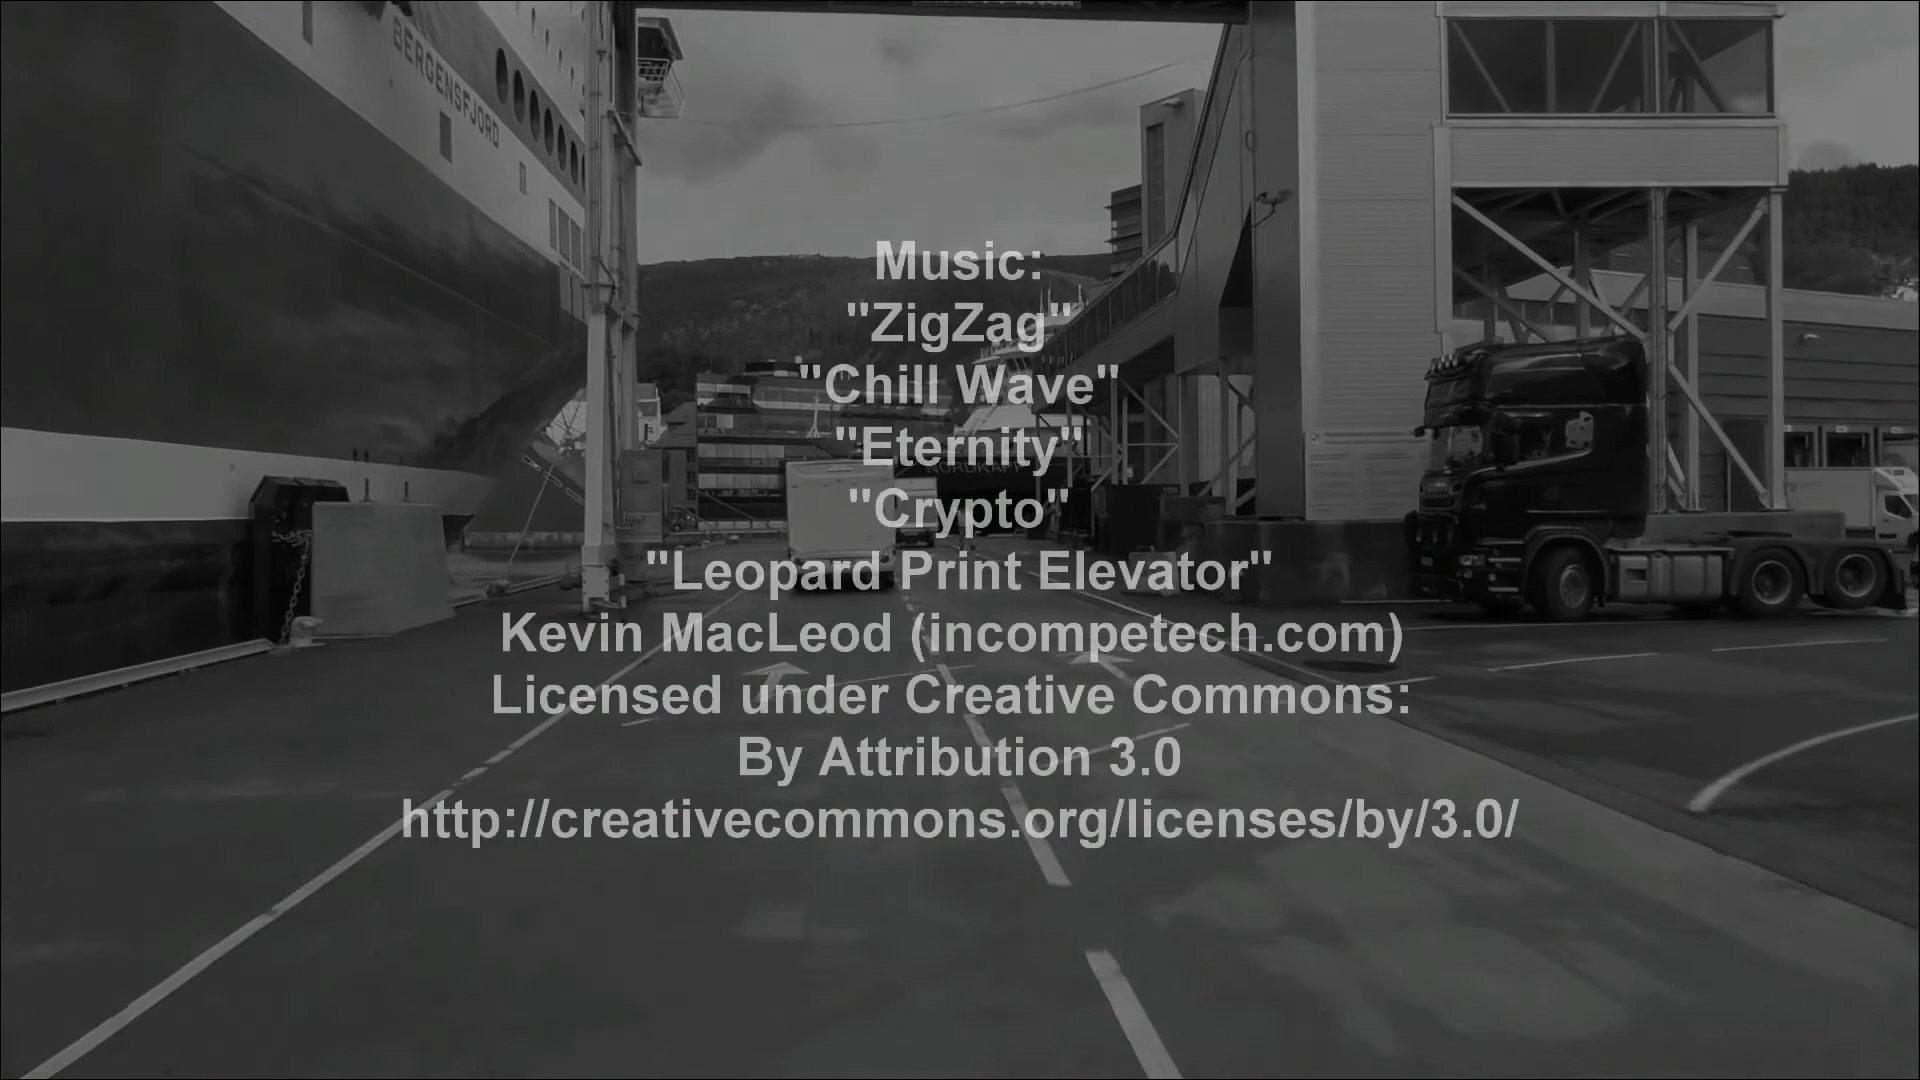 BERGENSFJORD
Music:
"ZigZag"
"Chill Wave"
"Eternity"
"Crypto"
NORDKAPP
"Leopard Print Elevator"
Kevin MacLeod (incompetech.com)
Licensed under Creative Commons:
By Attribution 3.0
http://creativecommons.org/licenses/by/3.0/